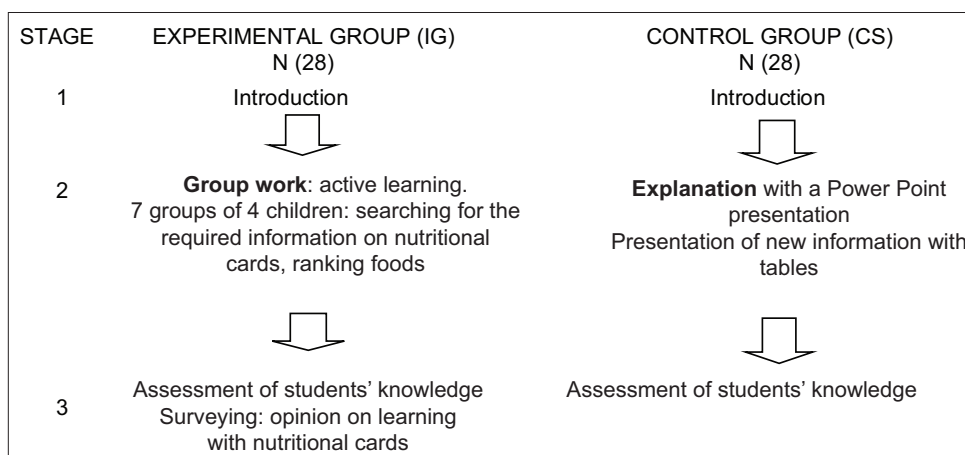 STAGE
EXPERIMENTAL GROUP (IG)
N (28)
CONTROL GROUP (CS)
N (28)
1
Introduction
Introduction
2
Group work: active learning.
7 groups of 4 children: searching for the
required information on nutritional
cards, ranking foods
Explanation with a Power Point
presentation
Presentation of new information with
tables
3
Assessment of students’ knowledge
Surveying: opinion on learning
with nutritional cards
Assessment of students’ knowledge